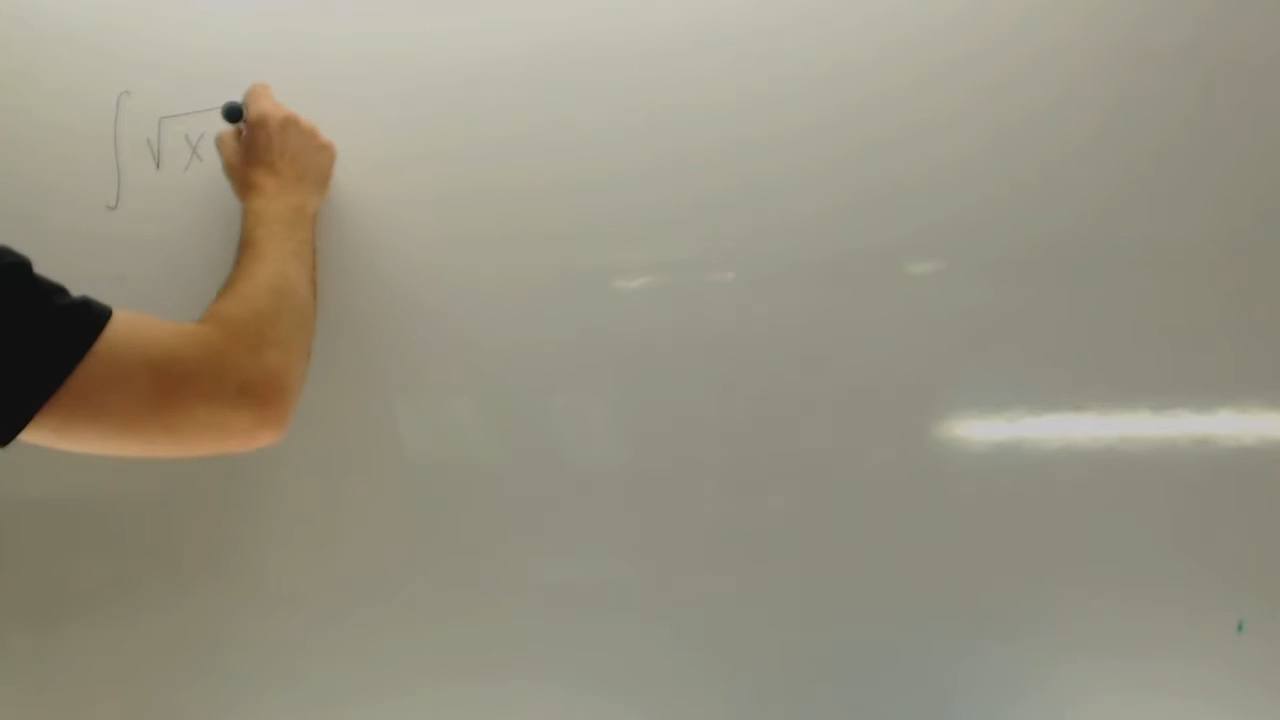 ∫ √x